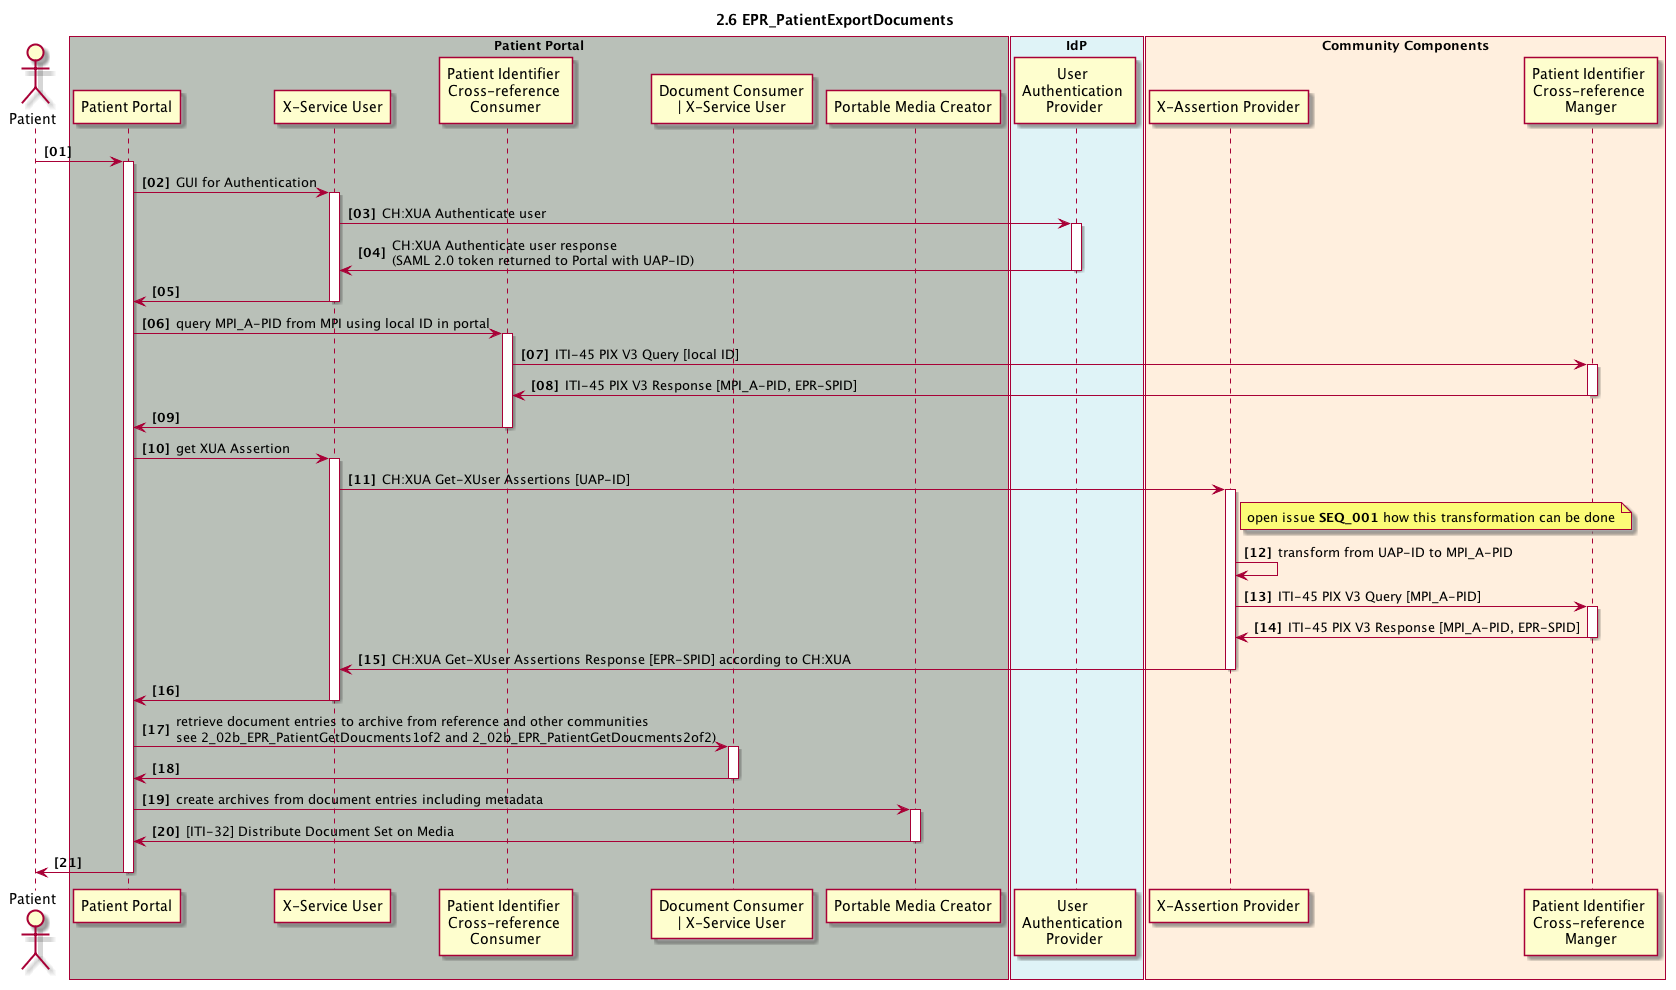 2.6 EPR_PatientExportDocuments
Patient Portal
IdP
Community Components
Patient
Patient Portal
X-Service User
Patient Identifier
Cross-reference
Consumer
Document Consumer
| X-Service User
Portable Media Creator
User
Authentication
Provider
X-Assertion Provider
Patient Identifier
Cross-reference
Manger
[01]
[02] GUI for Authentication
[03] CH:XUA Authenticate user
[04] CH:XUA Authenticate user response
(SAML 2.0 token returned to Portal with UAP-ID)
[05]
[06] query MPI_A-PID from MPI using local ID in portal
[07] ITI-45 PIX V3 Query [local ID]
[08] ITI-45 PIX V3 Response [MPI_A-PID, EPR-SPID]
[09]
[10] get XUA Assertion
[11] CH:XUA Get-XUser Assertions [UAP-ID]
open issue SEQ_001 how this transformation can be done
[12] transform from UAP-ID to MPI_A-PID
[13] ITI-45 PIX V3 Query [MPI_A-PID]
[14] ITI-45 PIX V3 Response [MPI_A-PID, EPR-SPID]
[15] CH:XUA Get-XUser Assertions Response [EPR-SPID] according to CH:XUA
[16]
[17] retrieve document entries to archive from reference and other communities
see 2_02b_EPR_PatientGetDoucments1of2 and 2_02b_EPR_PatientGetDoucments2of2)
[18]
[19] create archives from document entries including metadata
[20] [ITI-32] Distribute Document Set on Media
[21]
Patient
Patient Portal
X-Service User
Patient Identifier
Cross-reference
Consumer
Document Consumer
| X-Service User
Portable Media Creator
User
Authentication
Provider
X-Assertion Provider
Patient Identifier
Cross-reference
Manger